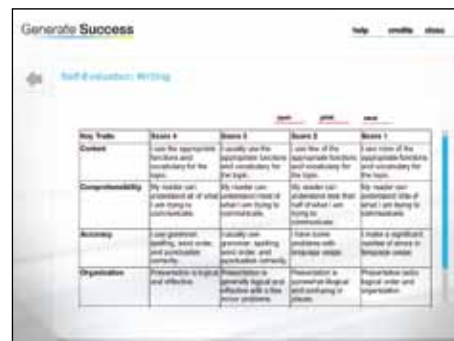 Generate Success
help credits close
Self-Evaluation: Writing
save print
Key Traits Score 4 Score 3 Score 2 Score 1
Content I use the appropriate I usually use the I use few of the I use none of the
functions and appropriate functions appropriate functions appropriate functions
vocabulary for the and vocabulary for and vocabulary for and vocabulary for
topic. the topic. the topic. the topic.
Comprehensibility My reader can My reader can My reader can My reader can
understand all of what understand most of understand less than understand little of
I am trying to what I am trying to half of what I am what I am trying to
communicate. communicate. trying to communicate.
communicate.
Accuracy I use grammar, I usually use I have some I make a significant
spelling, word order, grammar, spelling, problems with number of errors in
and punctuation word order, and language usage. language usage.
correctly. punctuation correctly.
Organization Presentation is logical Presentation is Presentation is Presentation lacks
and effective. generally logical and somewhat illogical logical order and
effective with a few and confusing in organization.
minor problems. places.